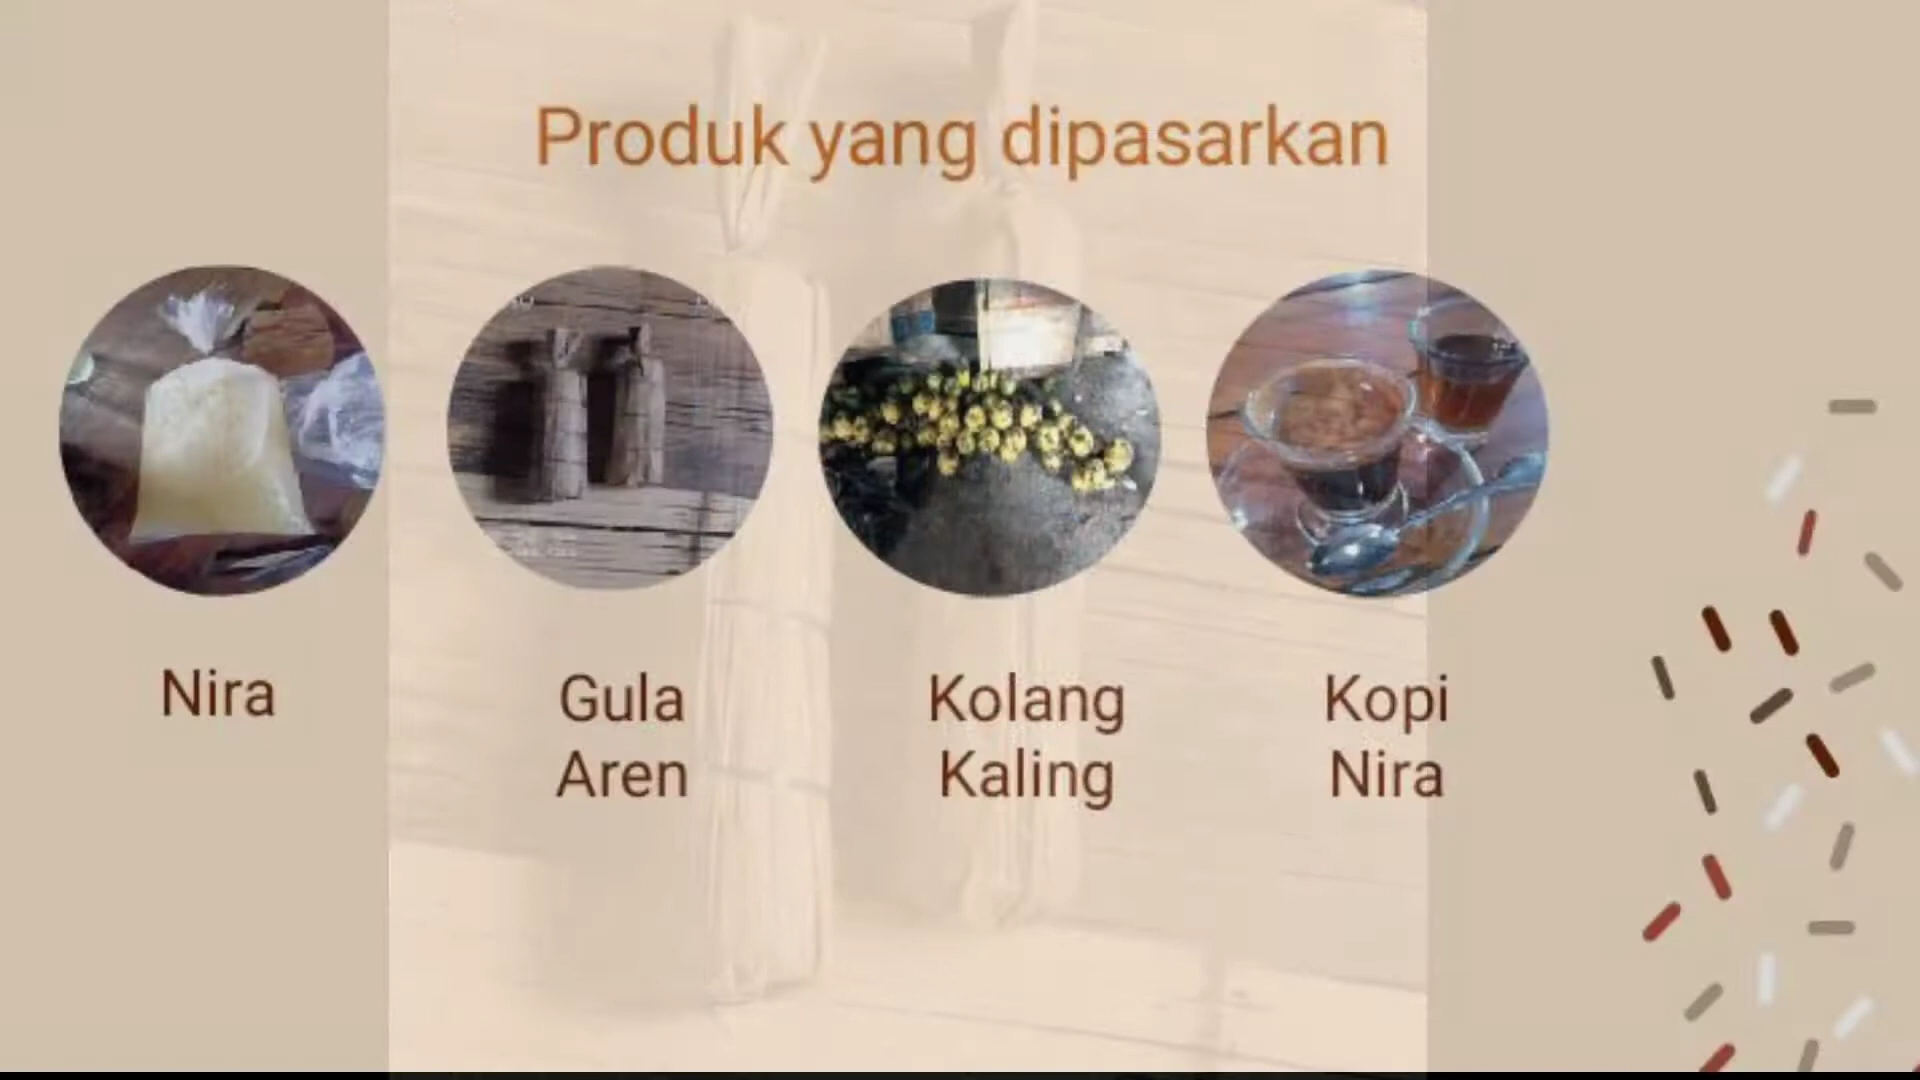 Produk yang dipasarkan
Nira
Gula
Aren
Kolang
Kaling
Kopi
Nira